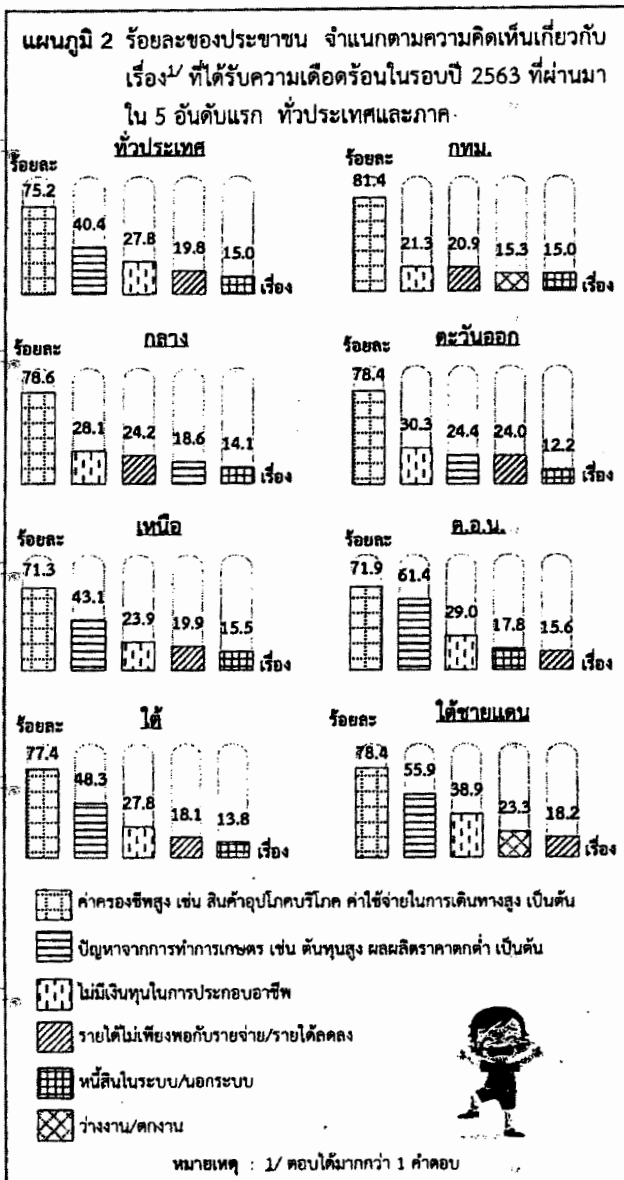 แผนภูมิ 2 ร้อยละของประชาชน จำแนกตามความคิดเห็นเกี่ยวกับ
เรื่อง1/ ที่ได้รับความเดือดร้อนในรอบปี 2563 ที่ผ่านมา
ใน 5 อันดับแรก ทั่วประเทศและภาค
ทั่วประเทศ
ร้อยละ
75.2 40.4 27.8 19.8 15.0 เรื่อง
กทม.
ร้อยละ
81.4 21.3 20.9 15.3 15.0 เรื่อง
กลาง
ร้อยละ
78.6 28.1 24.2 18.6 14.1 เรื่อง
ตะวันออก
ร้อยละ
78.4 30.3 24.4 24.0 12.2 เรื่อง
เหนือ
ร้อยละ
71.3 43.1 23.9 19.9 15.5 เรื่อง
ต.อ.น.
ร้อยละ
71.9 61.4 29.0 17.8 15.6 เรื่อง
ใต้
ร้อยละ
77.4 48.3 27.8 18.1 13.8 เรื่อง
ใต้ชายแดน
ร้อยละ
78.4 55.9 38.9 23.3 18.2 เรื่อง
ค่าครองชีพสูง เช่น สินค้าอุปโภคบริโภค ค่าใช้จ่ายในการเดินทางสูง เป็นต้น
ปัญหาจากการทำการเกษตร เช่น ต้นทุนสูง ผลผลิตราคาตกต่ำ เป็นต้น
ไม่มีเงินทุนในการประกอบอาชีพ
รายได้ไม่เพียงพอกับรายจ่าย/รายได้ลดลง
หนี้สินในระบบ/นอกระบบ
ว่างงาน/ตกงาน
หมายเหตุ : 1/ ตอบได้มากกว่า 1 คำตอบ